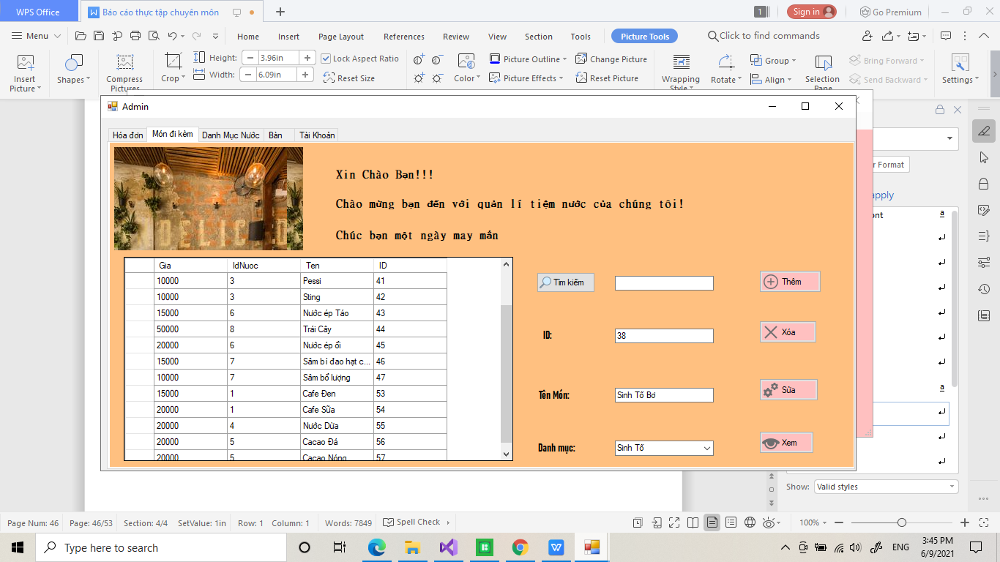 WPS Office
Báo cáo thực tập chuyên môn
1
Sign in
Go Premium
Menu
Home
Insert
Page Layout
References
Review
View
Section
Tools
Picture Tools
Click to find commands
Insert
Picture
Shapes
Compress
Pictures
Crop
Height: 3.96in
Width: 6.09in
Lock Aspect Ratio
Reset Size
Color
Picture Outline
Picture Effects
Change Picture
Reset Picture
Wrapping
Style
Rotate
Group
Align
Selection
Pane
Bring Forward
Send Backward
Settings
Admin
Hóa đơn
Món đi kèm
Danh Mục Nước
Bàn
Tài Khoản
DELIC
Xin Chào Bạn!!!
Chào mừng bạn đến với quản lí tiệm nước của chúng tôi!
Chúc bạn một ngày may mắn
Gia IdNuoc Ten ID
10000 3 Pessi 41
10000 3 Sting 42
15000 6 Nước ép Táo 43
50000 8 Trái Cây 44
20000 6 Nước ép ổi 45
15000 7 Sâm bí đao hạt c... 46
10000 7 Sâm bổ lượng 47
15000 1 Cafe Đen 53
20000 1 Cafe Sữa 54
20000 4 Nước Dừa 55
20000 5 Cacao Đá 56
20000 5 Cacao Nóng 57
Tìm kiếm
Thêm
ID: 38
Xóa
Tên Món: Sinh Tố Bơ
Sửa
Danh mục: Sinh Tố
Xem
r Format
apply
ont
a
a
Show: Valid styles
Page Num: 46
Page: 46/53
Section: 4/4
SetValue: 1in
Row: 1
Column: 1
Words: 7849
Spell Check
100%
Type here to search
ENG
3:45 PM
6/9/2021